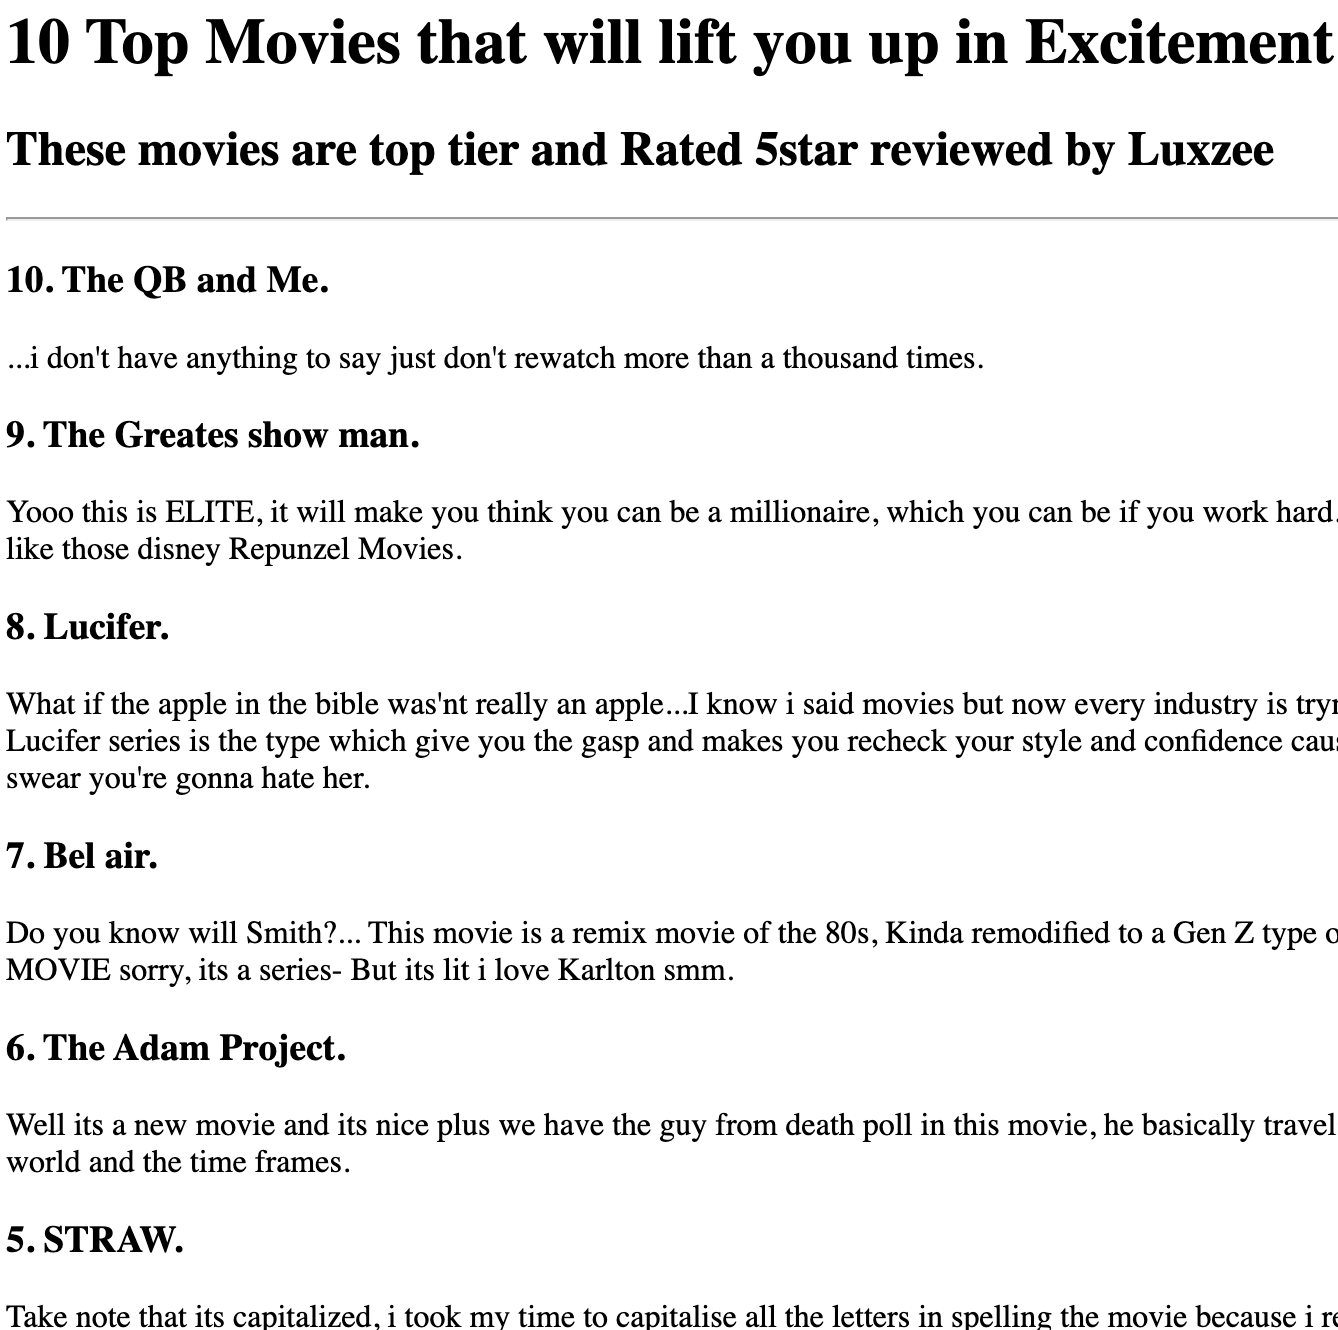 10 Top Movies that will lift you up in Excitement
These movies are top tier and Rated 5star reviewed by Luxzee
10. The QB and Me.
...i don't have anything to say just don't rewatch more than a thousand times.
9. The Greates show man.
Yooo this is ELITE, it will make you think you can be a millionaire, which you can be if you work hard.
like those disney Repunzel Movies.
8. Lucifer.
What if the apple in the bible was'nt really an apple...I know i said movies but now every industry is
Lucifer series is the type which give you the gasp and makes you recheck your style and confidence
swear you're gonna hate her.
7. Bel air.
Do you know will Smith?... This movie is a remix movie of the 80s, Kinda remodified to a Gen Z type
MOVIE sorry, its a series- But its lit i love Karlton smm.
6. The Adam Project.
Well its a new movie and its nice plus we have the guy from death poll in this movie, he basically travel
world and the time frames.
5. STRAW.
Take note that its capitalized, i took my time to capitalise all the letters in spelling the movie because i